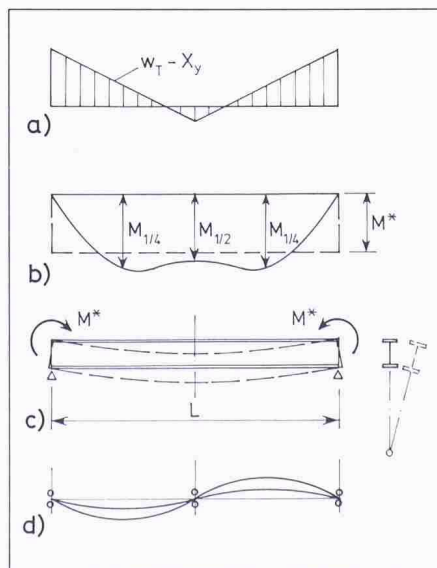 w_T – X_y
a)
M_1/4
M_1/2
M_1/4
M*
b)
M*
M*
L
c)
d)